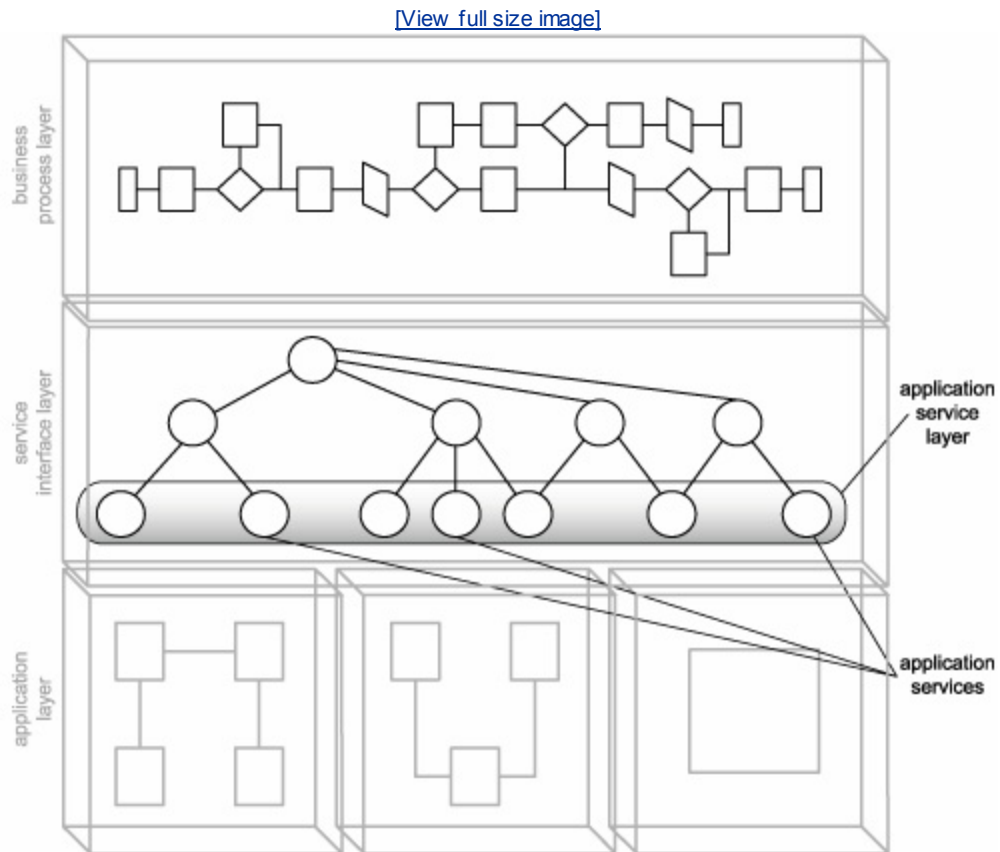 [View full size image]
business
process layer
service
interface layer
application
service
layer
application
layer
application
services